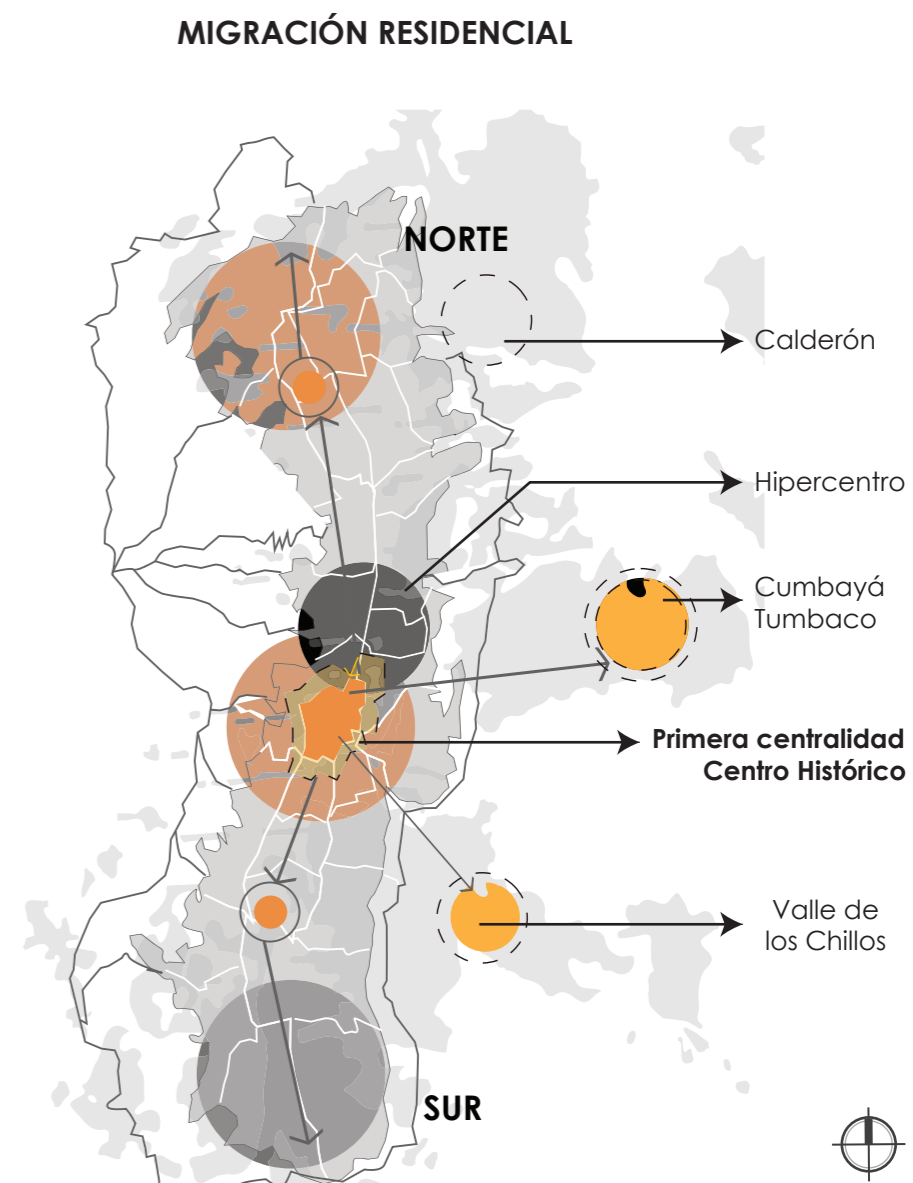 MIGRACIÓN RESIDENCIAL
NORTE
Calderón
Hipercentro
Cumbayá
Tumbaco
Primera centralidad
Centro Histórico
Valle de
los Chillos
SUR